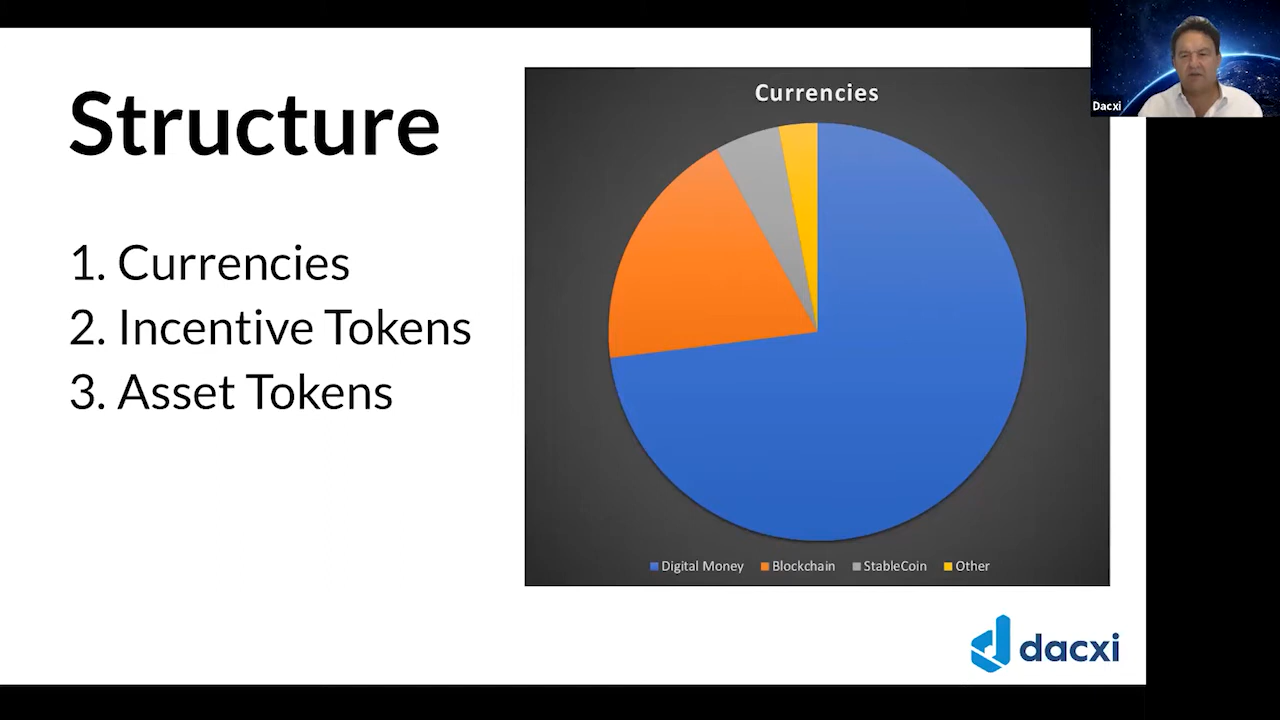 Structure
1. Currencies
2. Incentive Tokens
3. Asset Tokens
Currencies
Digital Money Blockchain StableCoin Other
dacxi
Dacxi